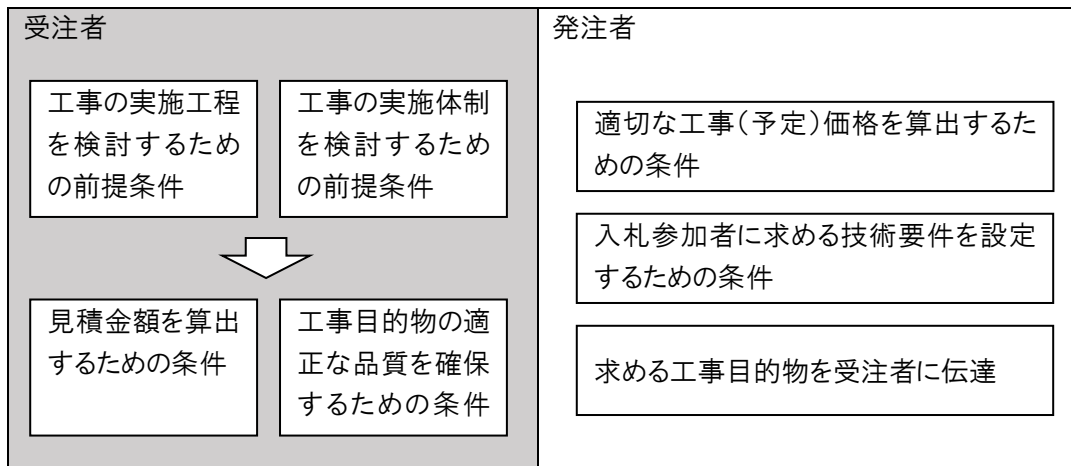 受注者
工事の実施工程
を検討するため
の前提条件
工事の実施体制
を検討するため
の前提条件
見積金額を算出
するための条件
工事目的物の適
正な品質を確保
するための条件
発注者
適切な工事(予定)価格を算出するた
めの条件
入札参加者に求める技術要件を設定
するための条件
求める工事目的物を受注者に伝達